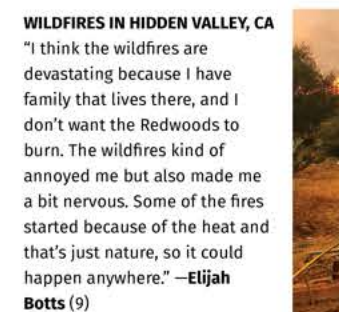 WILDFIRES IN HIDDEN VALLEY, CA
“I think the wildfires are
devastating because I have
family that lives there, and I
don’t want the Redwoods to
burn. The wildfires kind of
annoyed me but also made me
a bit nervous. Some of the fires
started because of the heat and
that’s just nature, so it could
happen anywhere.” —Elijah
Botts (9)